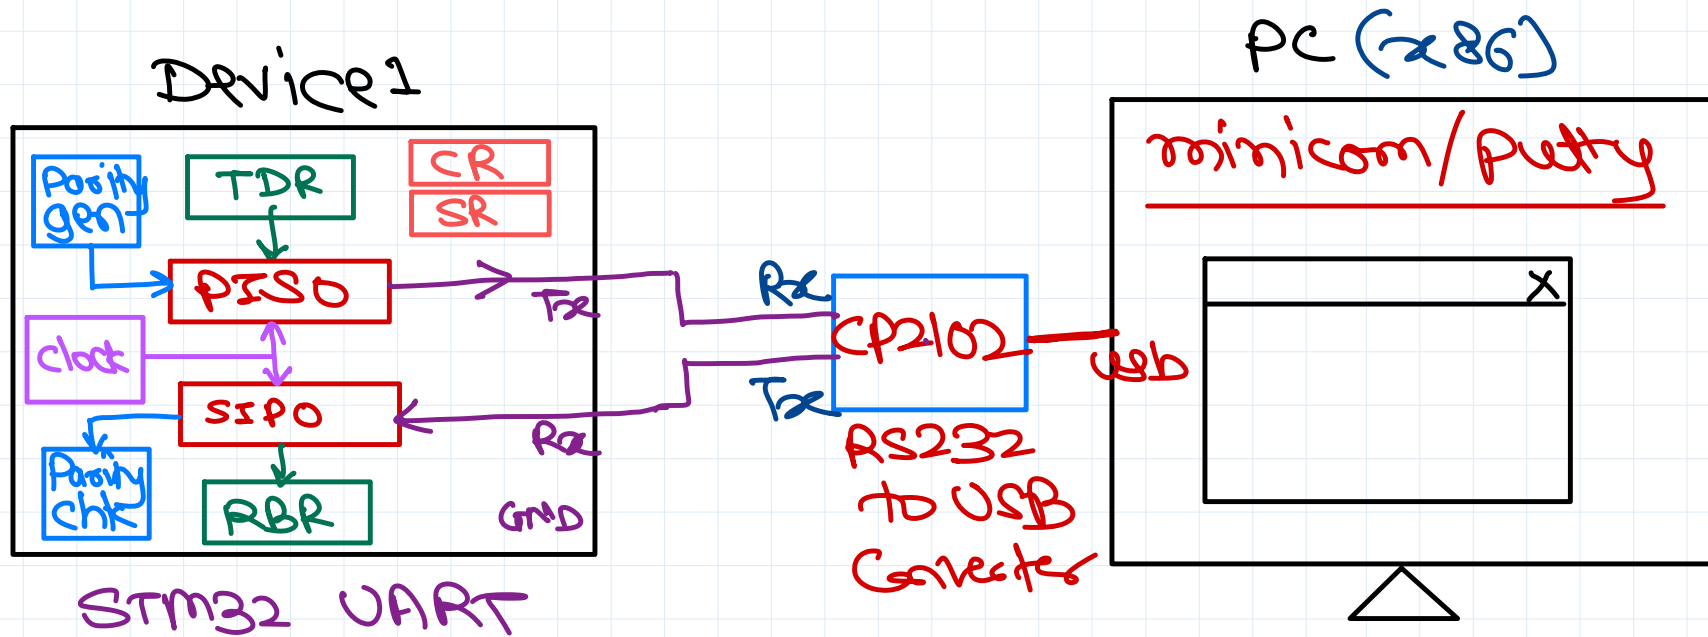 Device1
PC (x86)
Parity
gen
TDR
CR
SR
PISO
Tx
Clock
SIPO
Rx
Parity
chk
RBR
GND
STM32 UART
Rx
CP2102
Tx
RS232
to USB
Converter
usb
minicom/putty
X